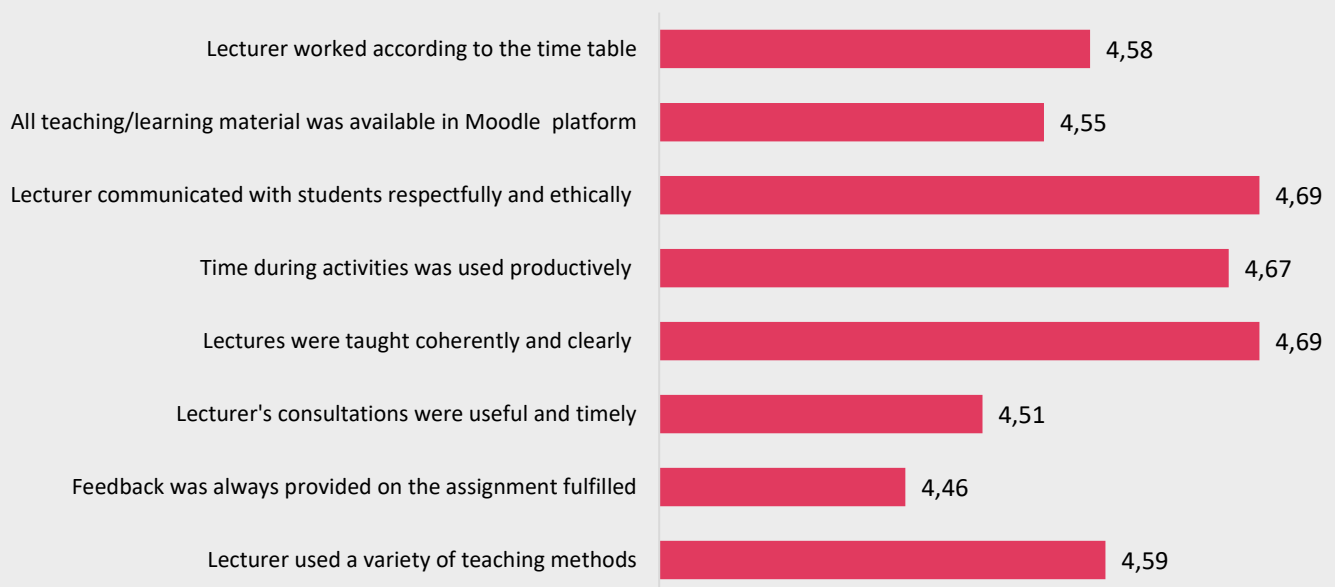 Lecturer worked according to the time table 4,58
All teaching/learning material was available in Moodle platform 4,55
Lecturer communicated with students respectfully and ethically 4,69
Time during activities was used productively 4,67
Lectures were taught coherently and clearly 4,69
Lecturer's consultations were useful and timely 4,51
Feedback was always provided on the assignment fulfilled 4,46
Lecturer used a variety of teaching methods 4,59